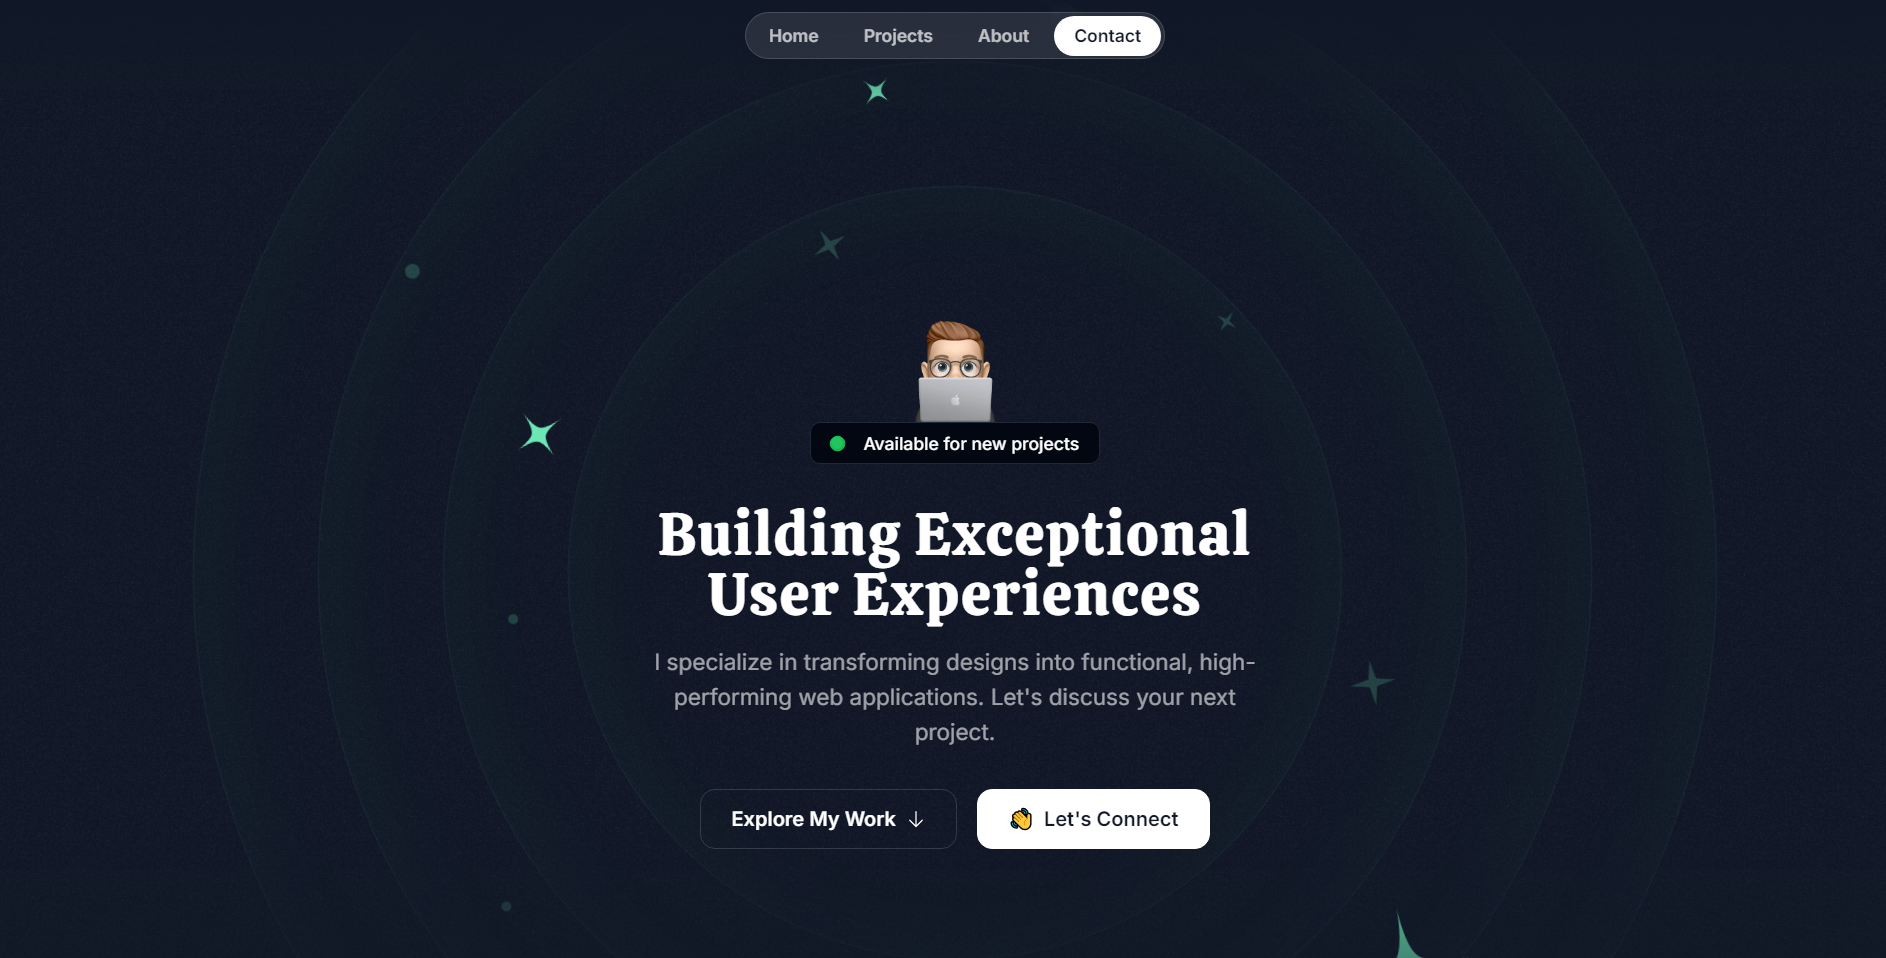 Home Projects About Contact
Available for new projects
Building Exceptional
User Experiences
I specialize in transforming designs into functional, high-
performing web applications. Let's discuss your next
project.
Explore My Work ↓
👋 Let's Connect